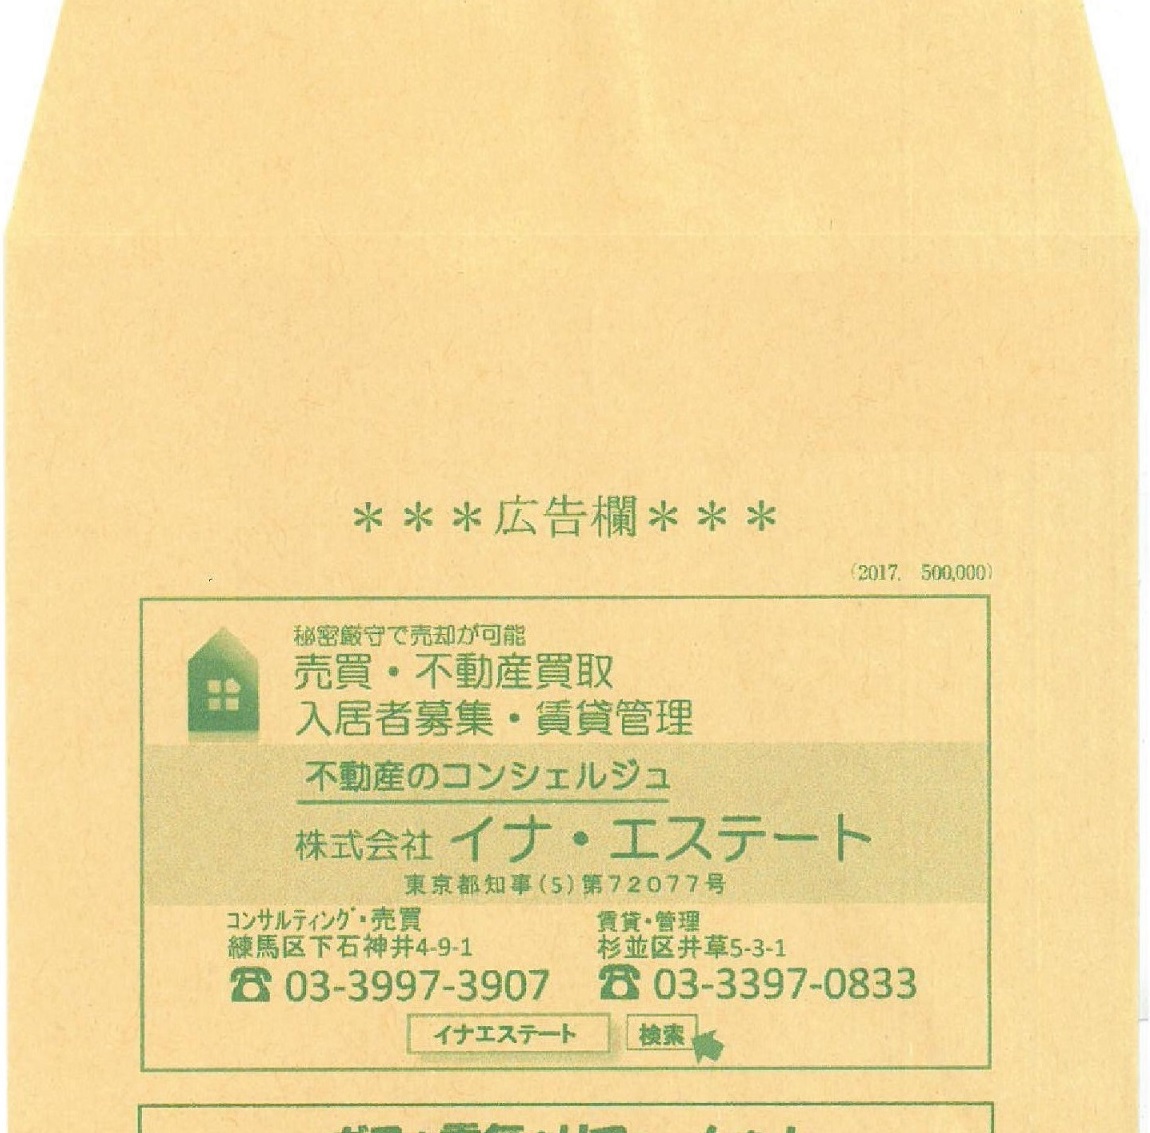 ＊＊＊広告欄＊＊＊
（2017. 500,000）
秘密厳守で売却が可能
売買・不動産買取
入居者募集・賃貸管理
不動産のコンシェルジュ
株式会社 イナ・エステート
東京都知事(5)第72077号
コンサルティング・売買
練馬区下石神井4-9-1
☎ 03-3997-3907
賃貸・管理
杉並区井草5-3-1
☎ 03-3397-0833
イナエステート 検索